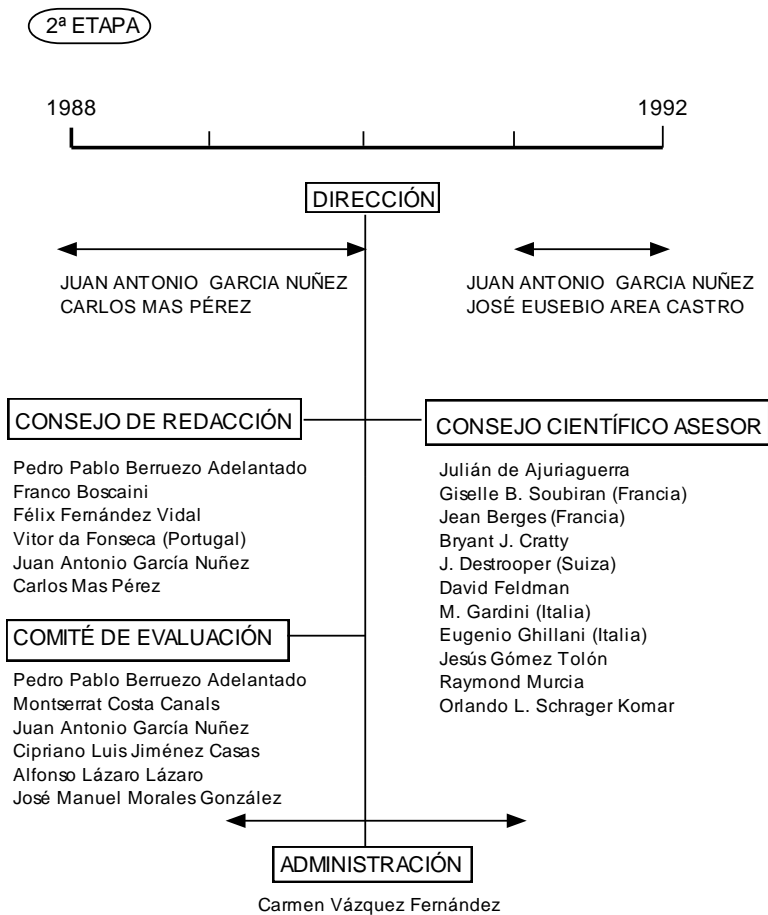 2ª ETAPA
1988
1992
DIRECCIÓN
JUAN ANTONIO GARCIA NUÑEZ
CARLOS MAS PÉREZ
JUAN ANTONIO GARCIA NUÑEZ
JOSÉ EUSEBIO AREA CASTRO
CONSEJO DE REDACCIÓN
Pedro Pablo Berruezo Adelantado
Franco Boscaini
Félix Fernández Vidal
Vitor da Fonseca (Portugal)
Juan Antonio García Nuñez
Carlos Mas Pérez
CONSEJO CIENTÍFICO ASESOR
Julián de Ajuriaguerra
Giselle B. Soubiran (Francia)
Jean Berges (Francia)
Bryant J. Cratty
J. Destrooper (Suiza)
David Feldman
M. Gardini (Italia)
Eugenio Ghillani (Italia)
Jesús Gómez Tolón
Raymond Murcia
Orlando L. Schrager Komar
COMITÉ DE EVALUACIÓN
Pedro Pablo Berruezo Adelantado
Montserrat Costa Canals
Juan Antonio García Nuñez
Cipriano Luis Jiménez Casas
Alfonso Lázaro Lázaro
José Manuel Morales González
ADMINISTRACIÓN
Carmen Vázquez Fernández